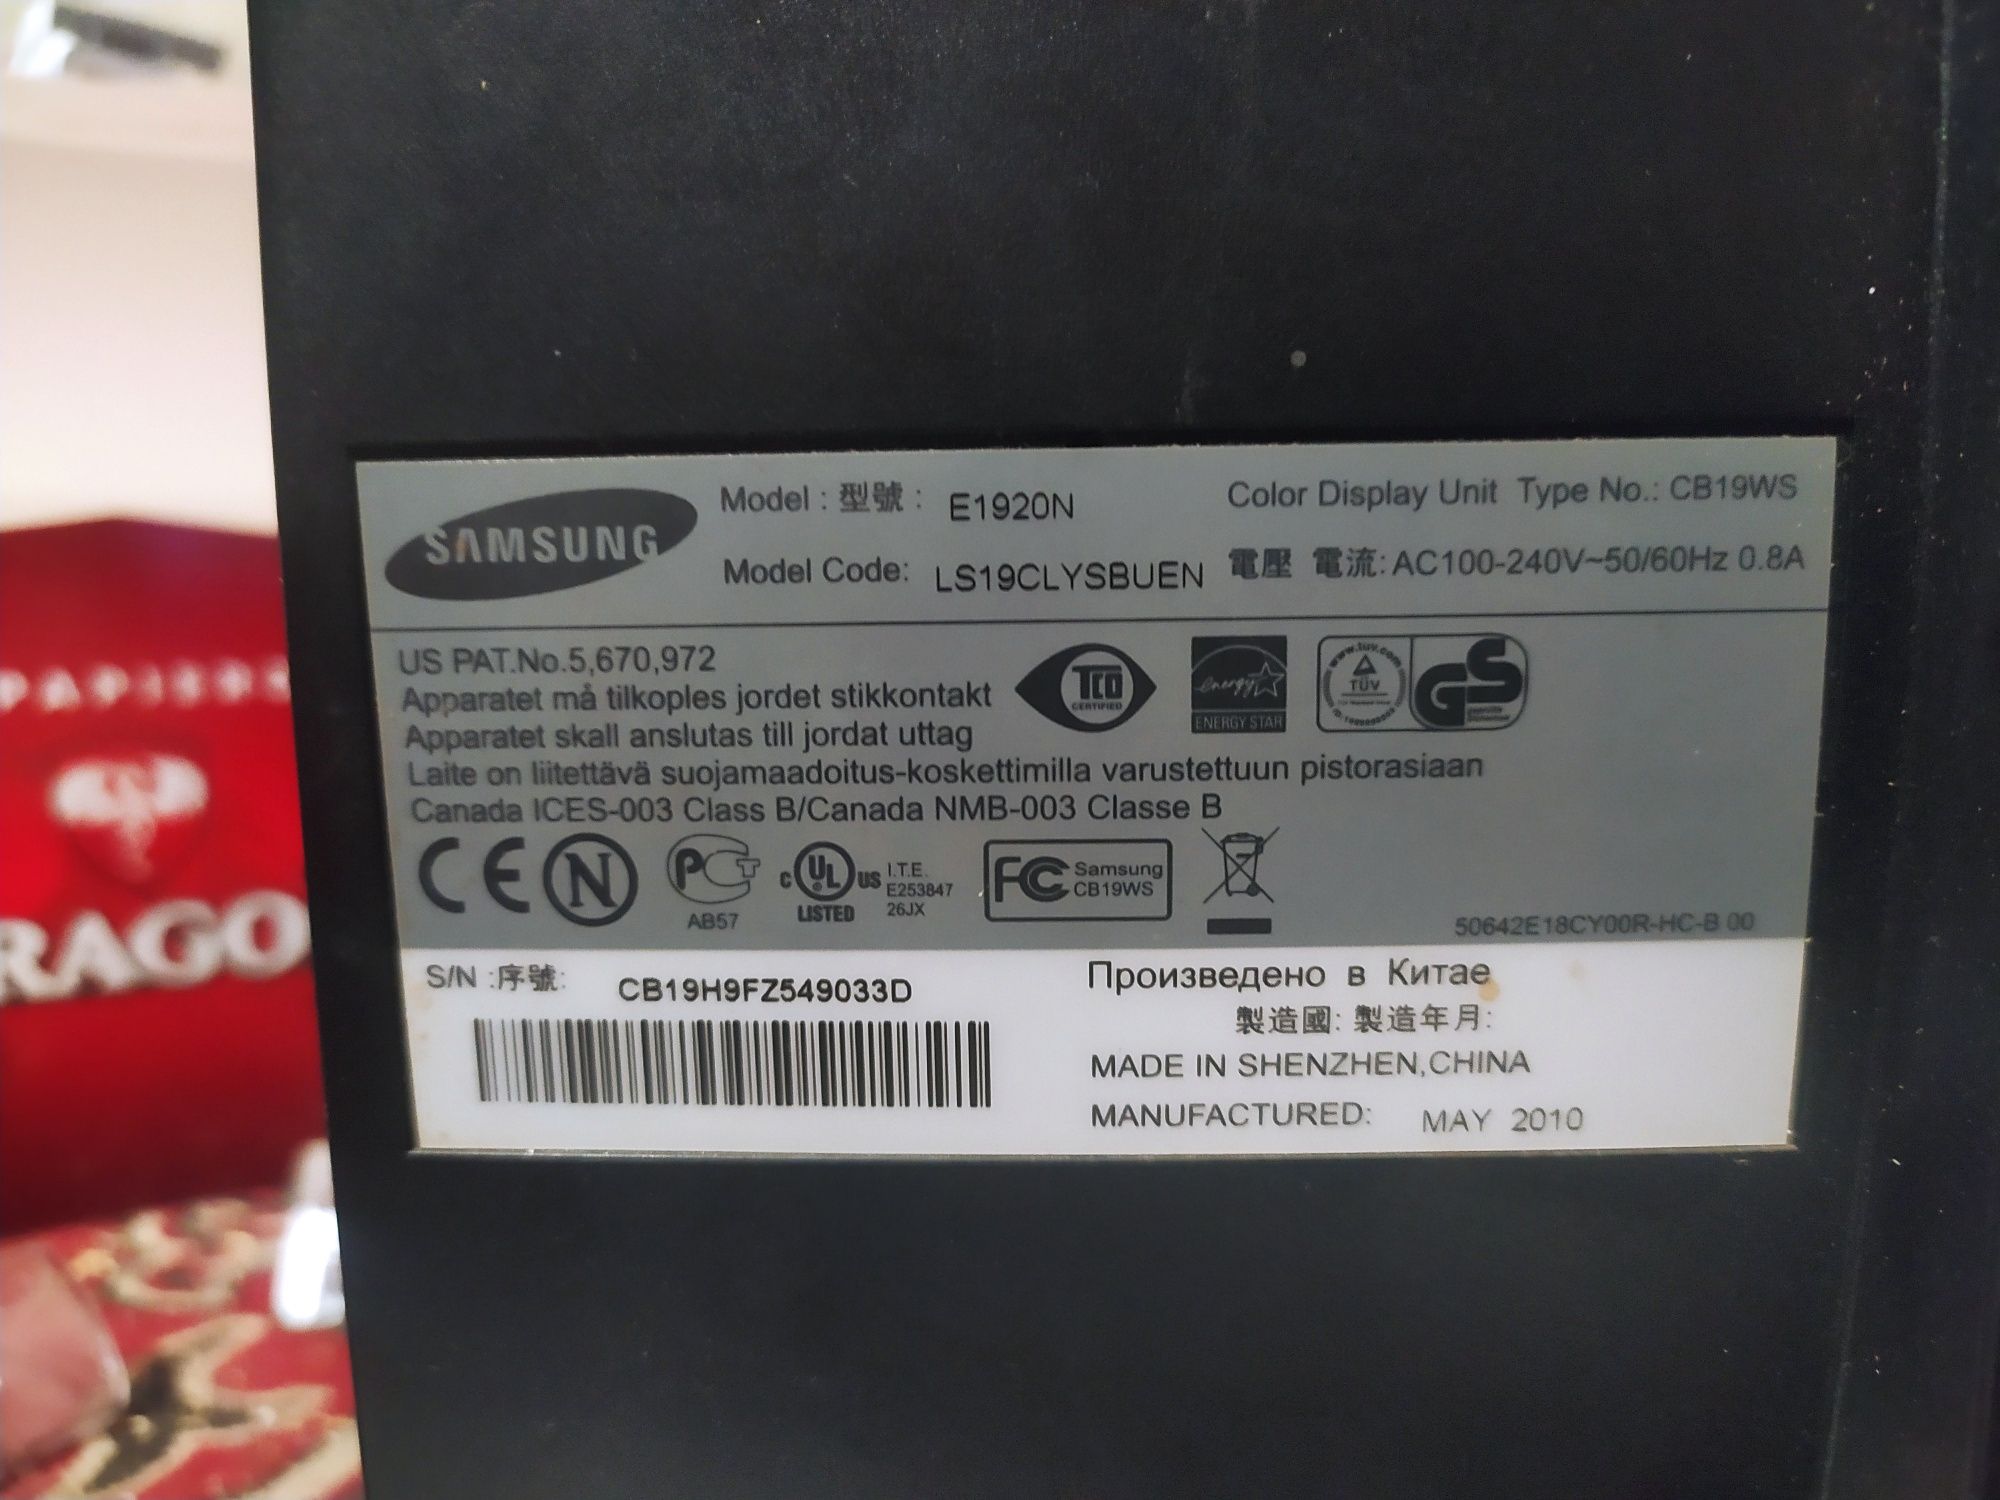 SAMSUNG
Model : 型號 : E1920N
Color Display Unit Type No.: CB19WS
Model Code: LS19CLYSBUEN
電壓 電流: AC100-240V~50/60Hz 0.8A
US PAT.No.5,670,972
Apparatet må tilkoples jordet stikkontakt
Apparatet skall anslutas till jordat uttag
Laite on liitettävä suojamaadoitus-koskettimilla varustettuun pistorasiaan
Canada ICES-003 Class B/Canada NMB-003 Classe B
TCO
CERTIFIED
energy
ENERGY STAR
www.tuv.com
TÜV
GS
CE
N
РСТ
AB57
c UL US
LISTED
I.T.E.
E253847
26JX
FC
Samsung
CB19WS
50642E18CY00R-HC-B 00
S/N :序號: CB19H9FZ549033D
Произведено в Китае
製造國: 製造年月:
MADE IN SHENZHEN,CHINA
MANUFACTURED: MAY 2010
RAGO